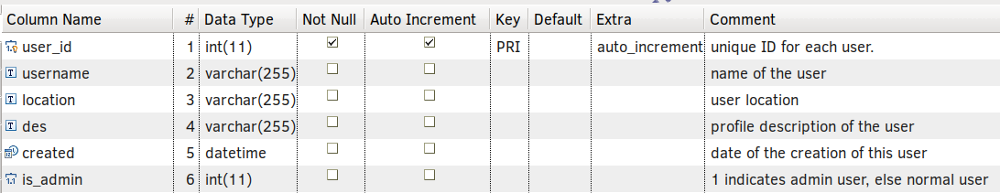 Column Name # Data Type Not Null Auto Increment Key Default Extra Comment
user_id 1 int(11) PRI auto_increment unique ID for each user.
username 2 varchar(255) name of the user
location 3 varchar(255) user location
des 4 varchar(255) profile description of the user
created 5 datetime date of the creation of this user
is_admin 6 int(11) 1 indicates admin user, else normal user